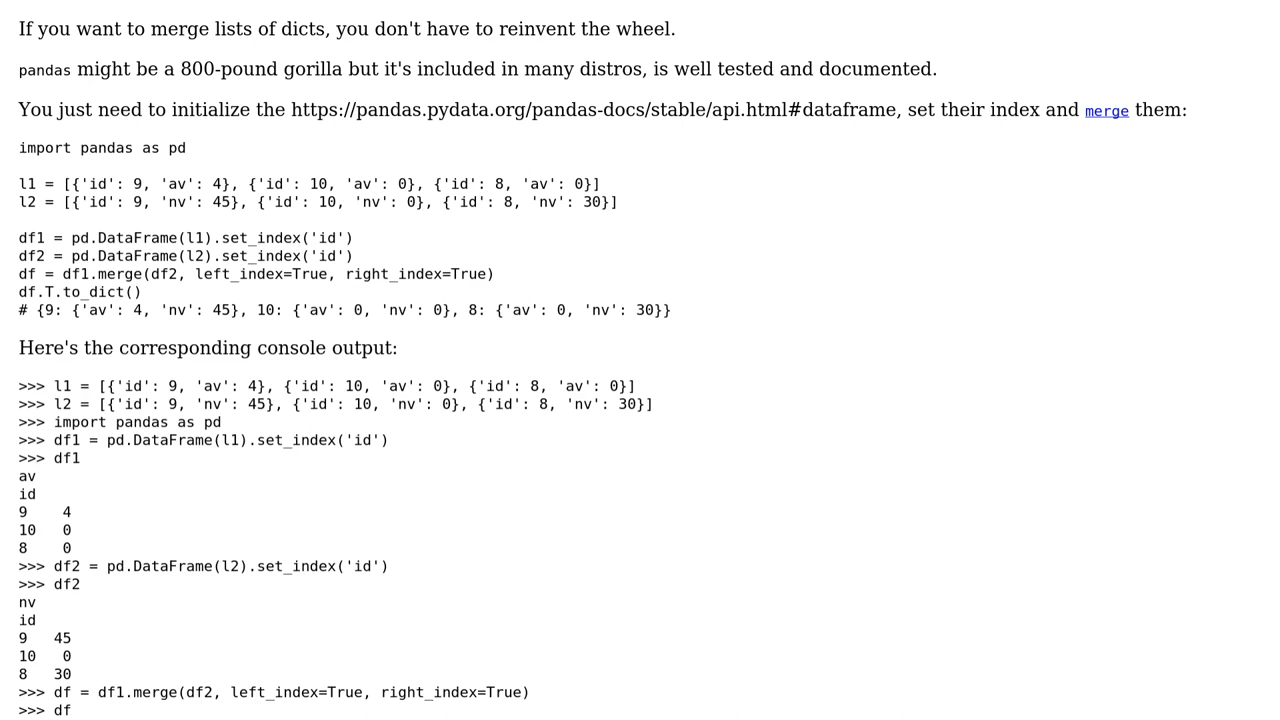 If you want to merge lists of dicts, you don't have to reinvent the wheel.
pandas might be a 800-pound gorilla but it's included in many distros, is well tested and documented.
You just need to initialize the https://pandas.pydata.org/pandas-docs/stable/api.html#dataframe, set their index and merge them:
import pandas as pd
l1 = [{'id': 9, 'av': 4}, {'id': 10, 'av': 0}, {'id': 8, 'av': 0}]
l2 = [{'id': 9, 'nv': 45}, {'id': 10, 'nv': 0}, {'id': 8, 'nv': 30}]
df1 = pd.DataFrame(l1).set_index('id')
df2 = pd.DataFrame(l2).set_index('id')
df = df1.merge(df2, left_index=True, right_index=True)
df.T.to_dict()
# {9: {'av': 4, 'nv': 45}, 10: {'av': 0, 'nv': 0}, 8: {'av': 0, 'nv': 30}}
Here's the corresponding console output:
>>> l1 = [{'id': 9, 'av': 4}, {'id': 10, 'av': 0}, {'id': 8, 'av': 0}]
>>> l2 = [{'id': 9, 'nv': 45}, {'id': 10, 'nv': 0}, {'id': 8, 'nv': 30}]
>>> import pandas as pd
>>> df1 = pd.DataFrame(l1).set_index('id')
>>> df1
av
id
9    4
10   0
8    0
>>> df2 = pd.DataFrame(l2).set_index('id')
>>> df2
nv
id
9   45
10   0
8   30
>>> df = df1.merge(df2, left_index=True, right_index=True)
>>> df